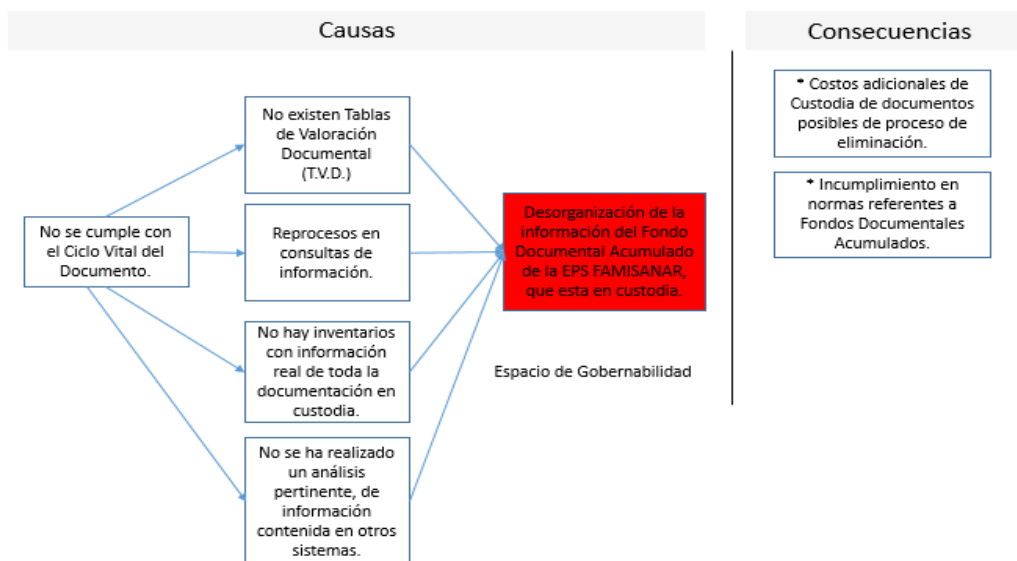 Causas
Consecuencias
No se cumple con
el Ciclo Vital del
Documento.
No existen Tablas
de Valoración
Documental
(T.V.D.)
Reprocesos en
consultas de
información.
No hay inventarios
con información
real de toda la
documentación en
custodia.
No se ha realizado
un análisis
pertinente, de
información
contenida en otros
sistemas.
Desorganización de la
información del Fondo
Documental Acumulado
de la EPS FAMISANAR,
que esta en custodia.
Espacio de Gobernabilidad
* Costos adicionales de
Custodia de documentos
posibles de proceso de
eliminación.
* Incumplimiento en
normas referentes a
Fondos Documentales
Acumulados.